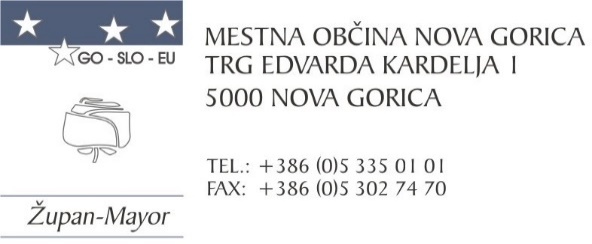 GO - SLO - EU
Župan-Mayor
MESTNA OBČINA NOVA GORICA
TRG EDVARDA KARDELJA 1
5000 NOVA GORICA
TEL.: +386 (0)5 335 01 01
FAX: +386 (0)5 302 74 70